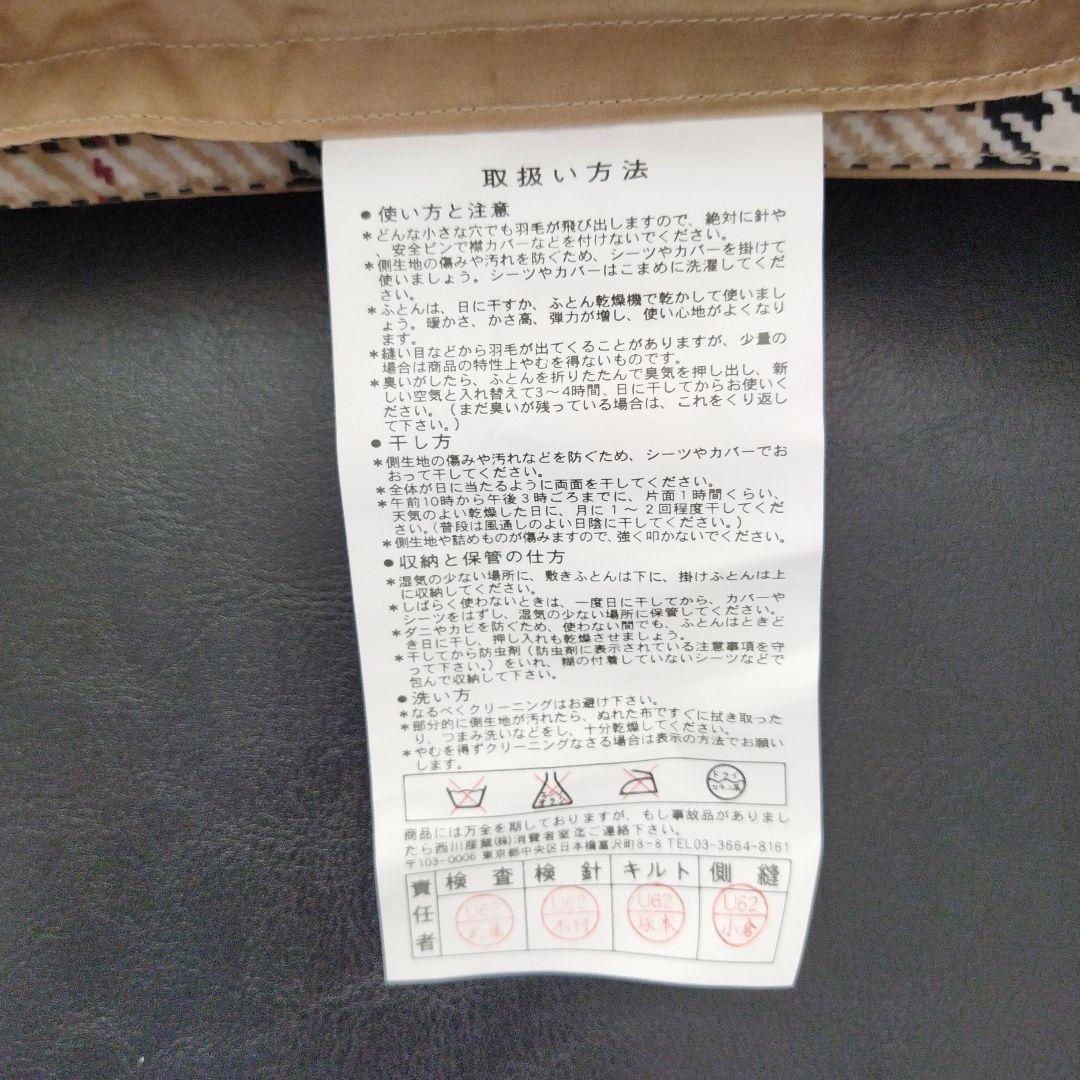 取扱い方法
●使い方と注意
*どんな小さな穴でも羽毛が飛び出しますので、絶対に針や
、安全ピンで襟カバーなどを付けないでください。
*側生地の傷みや汚れを防ぐため、シーツやカバーを掛けて
使いましょう。シーツやカバーはこまめに洗濯してくだ
さい。
*ふとんは、日に干すか、ふとん乾燥機で乾かして使いまし
ょう。暖かさ、かさ高、弾力が増し、使い心地がよくなり
ます。
*縫い目などから羽毛が出てくることがありますが、少量の
場合は商品の特性上やむを得ないものです。
*臭いがしたら、ふとんを折りたたんで臭気を押し出し、新
しい空気と入れ替えて3〜4時間、日に干してからお使いく
ださい。（まだ臭いが残っている場合は、これをくり返し
て下さい。）
●干し方
*側生地の傷みや汚れなどを防ぐため、シーツやカバーでお
おって干してください。
*全体が日に当たるように両面を干してください。
*午前10時から午後3時ごろまでに、片面1時間くらい、
天気のよい乾燥した日に、月に1〜2回程度干してくだ
さい。（普段は風通しのよい日陰に干してください。）
*側生地や詰めものが傷みますので、強く叩かないでください。
●収納と保管の仕方
*湿気の少ない場所に、敷きふとんは下に、掛けふとんは上
に収納してください。
*しばらく使わないときは、一度日に干してから、カバーや
シーツをはずし、湿気の少ない場所に保管してください。
*ダニやカビを防ぐため、使わない間でも、ふとんはときど
き日に干し、押し入れも乾燥させましょう。
*干してから防虫剤（防虫剤に表示されている注意事項を守
って下さい。）をいれ、糊の付着していないシーツなどで
包んで収納して下さい。
●洗い方
*なるべくクリーニングはお避け下さい。
*部分的に側生地が汚れたら、ぬれた布ですぐに拭き取った
り、つまみ洗いなどをし、十分乾燥してください。
*やむを得ずクリーニングなさる場合は表示の方法でお願い
します。
エンソ ドライ セキユ系
商品には万全を期しておりますが、もし事故品がありまし
たら西川産業(株)消費者室迄ご連絡下さい。
〒103-0006 東京都中央区日本橋富沢町8-8 TEL03-3664-8161
責任者 検査 検針 キルト 側縫
U62 U62 U62 U62
木村 塚本 小倉